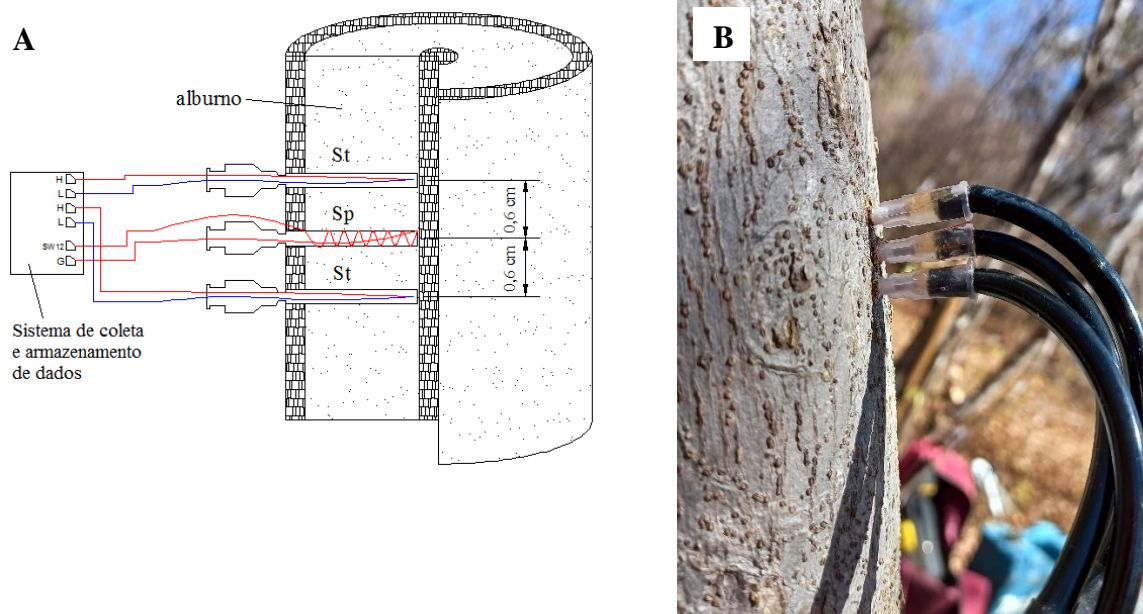 A
B
alburno
St
H
L
H
L
SW12
G
Sp
0,6 cm
St
0,6 cm
Sistema de coleta
e armazenamento
de dados